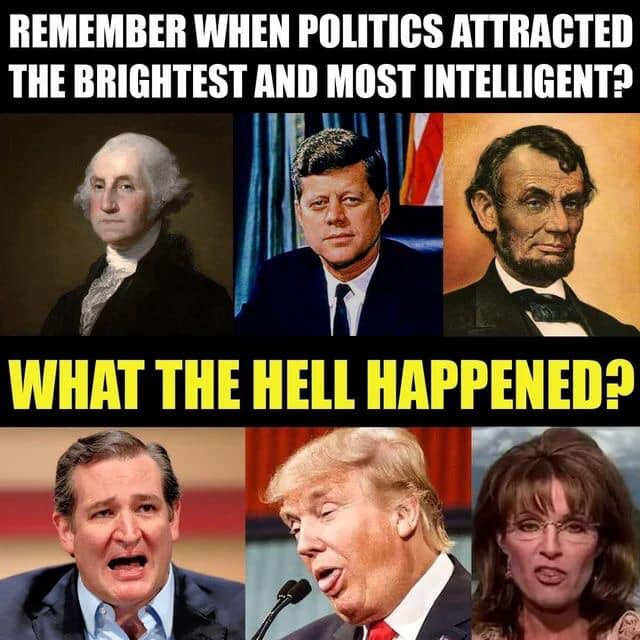 REMEMBER WHEN POLITICS ATTRACTED
THE BRIGHTEST AND MOST INTELLIGENT?
WHAT THE HELL HAPPENED?